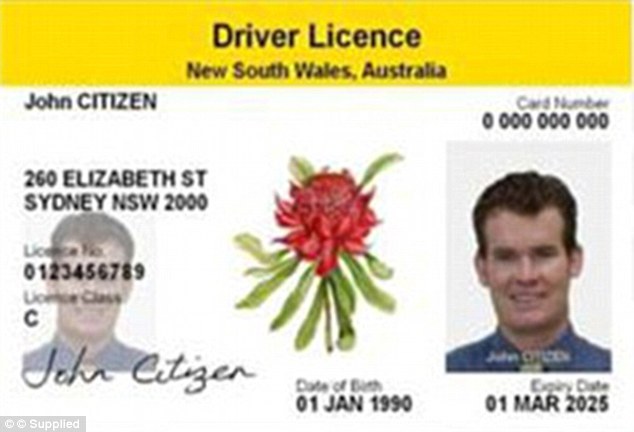 Driver Licence
New South Wales, Australia
John CITIZEN
Card Number
0 000 000 000
260 ELIZABETH ST
SYDNEY NSW 2000
Licence No.
0123456789
Licence Class
C
John Citizen
John CITIZEN
Date of Birth
01 JAN 1990
Expiry Date
01 MAR 2025
© © Supplied